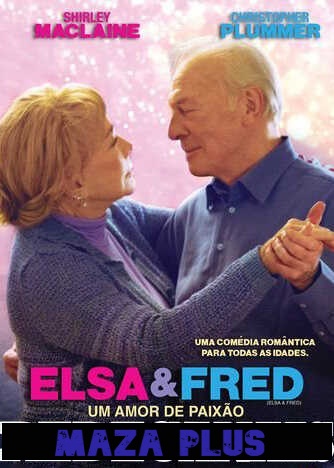 SHIRLEY
MACLAINE
CHRISTOPHER
PLUMMER
UMA COMÉDIA ROMÂNTICA
PARA TODAS AS IDADES.
ELSA & FRED
(ELSA & FRED)
UM AMOR DE PAIXÃO
MAZA PLUS